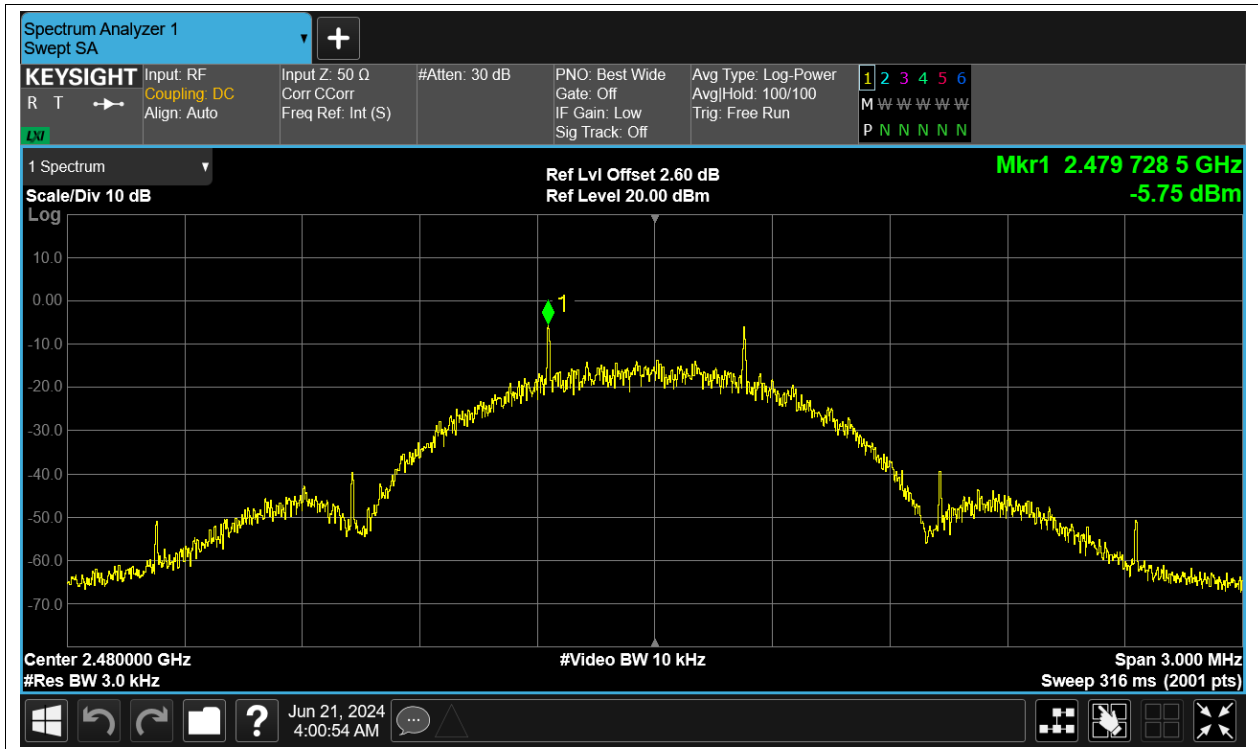 Spectrum Analyzer 1
Swept SA
+
KEYSIGHT
R T
LXI
Input: RF
Coupling: DC
Align: Auto
Input Z: 50 Ω
Corr CCorr
Freq Ref: Int (S)
#Atten: 30 dB
PNO: Best Wide
Gate: Off
IF Gain: Low
Sig Track: Off
Avg Type: Log-Power
Avg|Hold: 100/100
Trig: Free Run
1 2 3 4 5 6
M W W W W W
P N N N N N
1 Spectrum
Scale/Div 10 dB
Log
Ref Lvl Offset 2.60 dB
Ref Level 20.00 dBm
Mkr1 2.479 728 5 GHz
-5.75 dBm
10.0
0.00
-10.0
-20.0
-30.0
-40.0
-50.0
-60.0
-70.0
1
Center 2.480000 GHz
#Res BW 3.0 kHz
#Video BW 10 kHz
Span 3.000 MHz
Sweep 316 ms (2001 pts)
?
Jun 21, 2024
4:00:54 AM